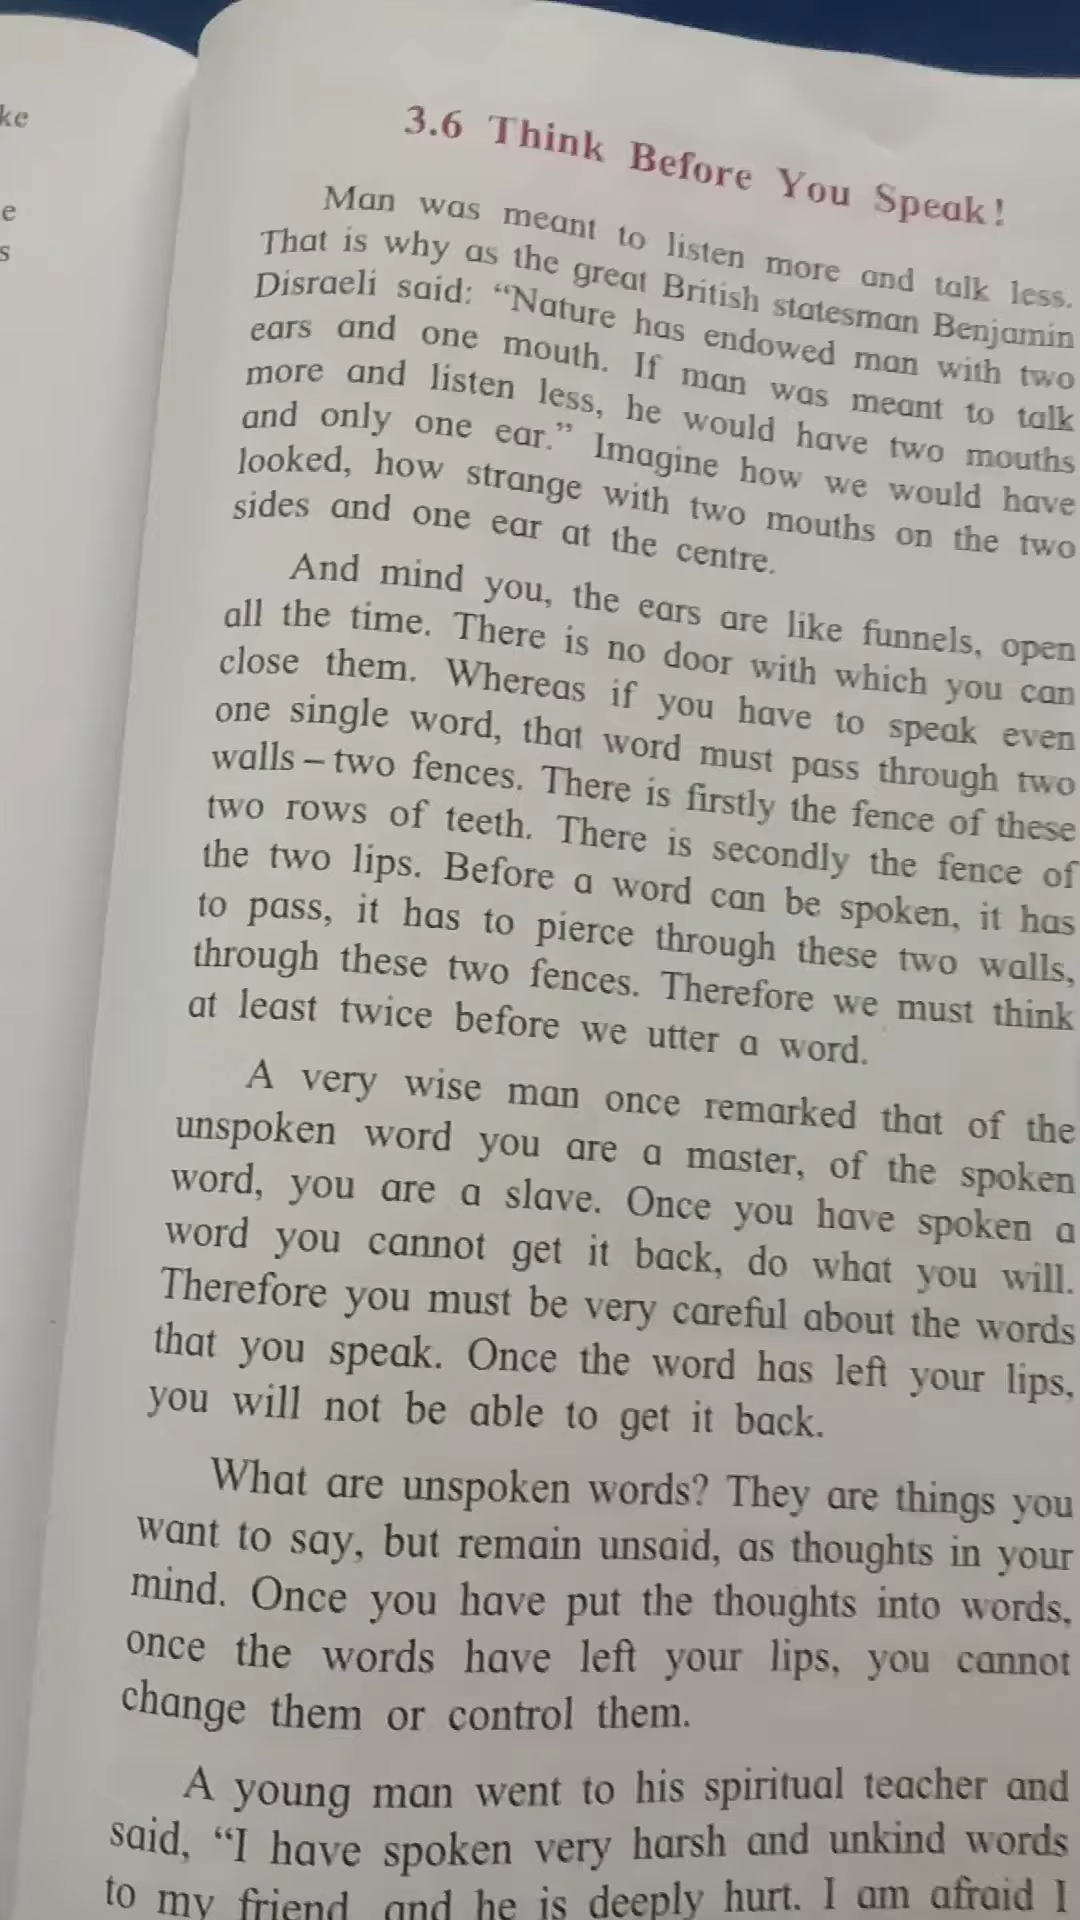 ke
e
s
3.6 Think Before You Speak!
Man was meant to listen more and talk less.
That is why as the great British statesman Benjamin
Disraeli said: “Nature has endowed man with two
ears and one mouth. If man was meant to talk
more and listen less, he would have two mouths
and only one ear.” Imagine how we would have
looked, how strange with two mouths on the two
sides and one ear at the centre.
And mind you, the ears are like funnels, open
all the time. There is no door with which you can
close them. Whereas if you have to speak even
one single word, that word must pass through two
walls – two fences. There is firstly the fence of these
two rows of teeth. There is secondly the fence of
the two lips. Before a word can be spoken, it has
to pass, it has to pierce through these two walls,
through these two fences. Therefore we must think
at least twice before we utter a word.
A very wise man once remarked that of the
unspoken word you are a master, of the spoken
word, you are a slave. Once you have spoken a
word you cannot get it back, do what you will.
Therefore you must be very careful about the words
that you speak. Once the word has left your lips,
you will not be able to get it back.
What are unspoken words? They are things you
want to say, but remain unsaid, as thoughts in your
mind. Once you have put the thoughts into words,
once the words have left your lips, you cannot
change them or control them.
A young man went to his spiritual teacher and
said, “I have spoken very harsh and unkind words
to my friend and he is deeply hurt. I am afraid I